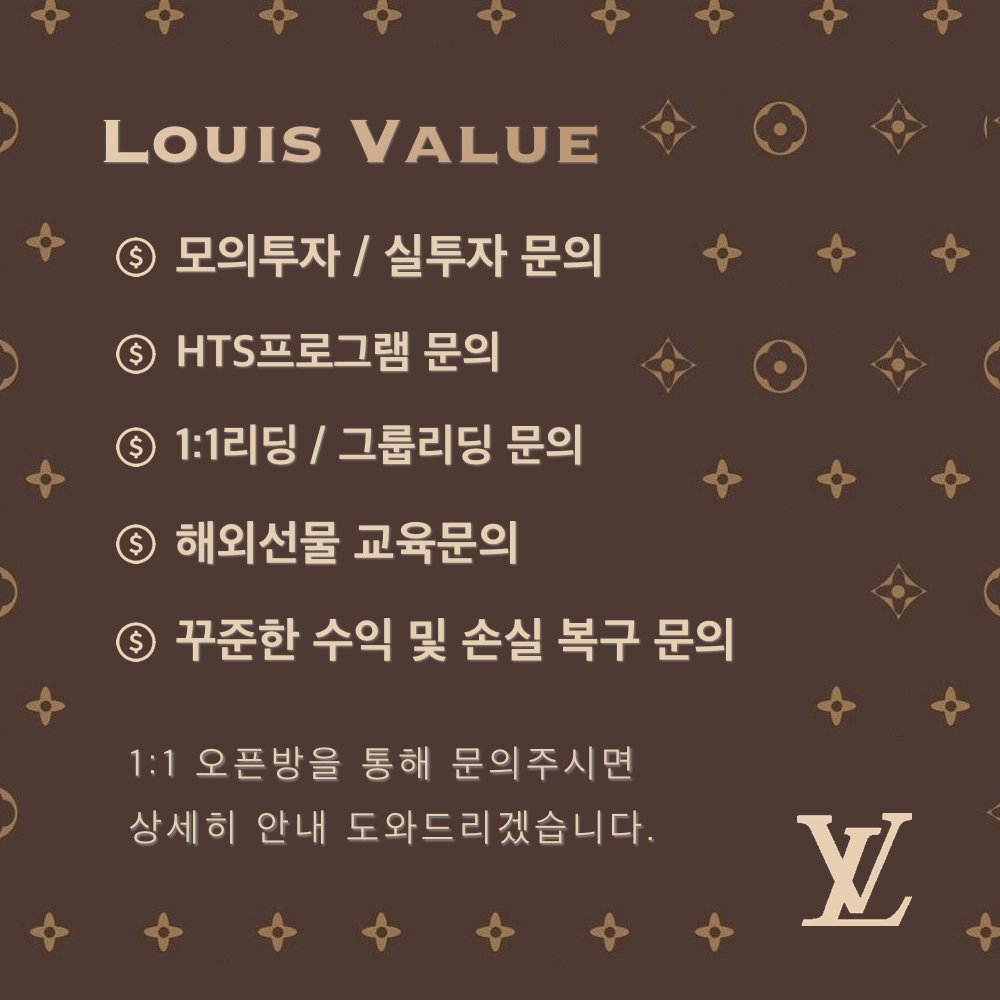 LOUIS VALUE
모의투자 / 실투자 문의
HTS프로그램 문의
1:1리딩 / 그룹리딩 문의
해외선물 교육문의
꾸준한 수익 및 손실 복구 문의
1:1 오픈방을 통해 문의주시면
상세히 안내 도와드리겠습니다.
LV